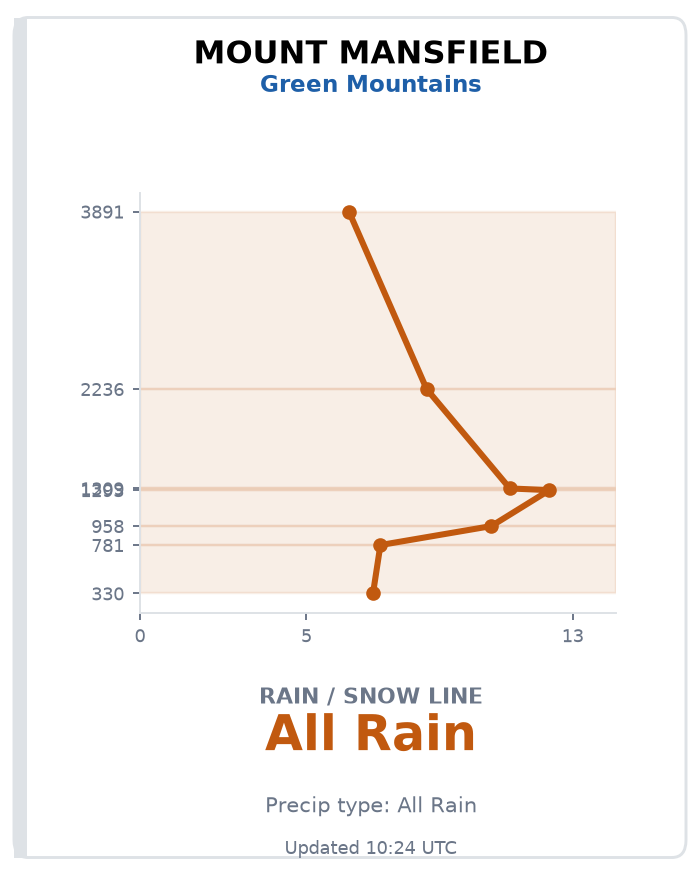 MOUNT MANSFIELD
Green Mountains
3891
2236
958
781
330
0 5 13
RAIN / SNOW LINE
All Rain
Precip type: All Rain
Updated 10:24 UTC